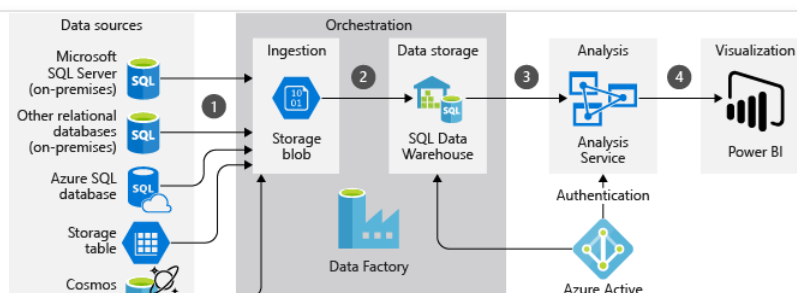 Data sources
Orchestration
Microsoft
SQL Server
(on-premises)
SQL
Other relational
databases
(on-premises)
SQL
Azure SQL
database
SQL
Storage
table
Cosmos
1
Ingestion
10
01
Storage
blob
2
Data storage
SQL
SQL Data
Warehouse
Data Factory
3
Analysis
Analysis
Service
Authentication
Azure Active
4
Visualization
Power BI